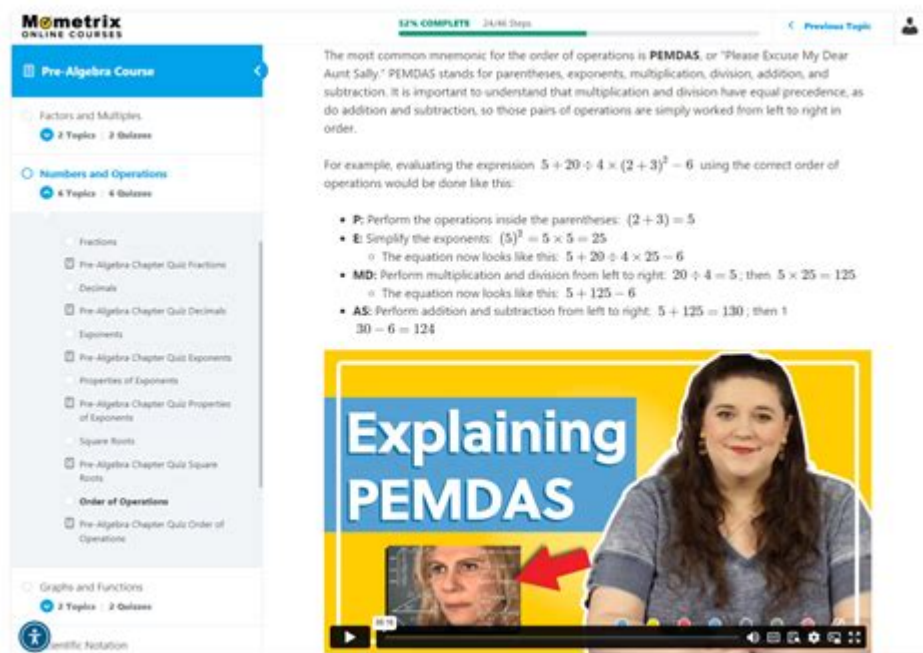 Mometrix
ONLINE COURSES
52% COMPLETE 24/46 Steps
Previous Topic
Pre-Algebra Course
Factors and Multiples
2 Topics | 2 Quizzes
Numbers and Operations
6 Topics | 6 Quizzes
Fractions
Pre-Algebra Chapter Quiz Fractions
Decimals
Pre-Algebra Chapter Quiz Decimals
Exponents
Pre-Algebra Chapter Quiz Exponents
Properties of Exponents
Pre-Algebra Chapter Quiz Properties
of Exponents
Square Roots
Pre-Algebra Chapter Quiz Square
Roots
Order of Operations
Pre-Algebra Chapter Quiz Order of
Operations
Graphs and Functions
2 Topics | 2 Quizzes
Scientific Notation
The most common mnemonic for the order of operations is PEMDAS, or "Please Excuse My Dear
Aunt Sally." PEMDAS stands for parentheses, exponents, multiplication, division, addition, and
subtraction. It is important to understand that multiplication and division have equal precedence, as
do addition and subtraction, so those pairs of operations are simply worked from left to right in
order.
For example, evaluating the expression 5 + 20 ÷ 4 × (2 + 3)² − 6 using the correct order of
operations would be done like this:
• P: Perform the operations inside the parentheses: (2 + 3) = 5
• E: Simplify the exponents: (5)² = 5 × 5 = 25
○ The equation now looks like this: 5 + 20 ÷ 4 × 25 − 6
• MD: Perform multiplication and division from left to right: 20 ÷ 4 = 5; then 5 × 25 = 125
○ The equation now looks like this: 5 + 125 − 6
• AS: Perform addition and subtraction from left to right: 5 + 125 = 130; then 1
30 − 6 = 124
Explaining
PEMDAS